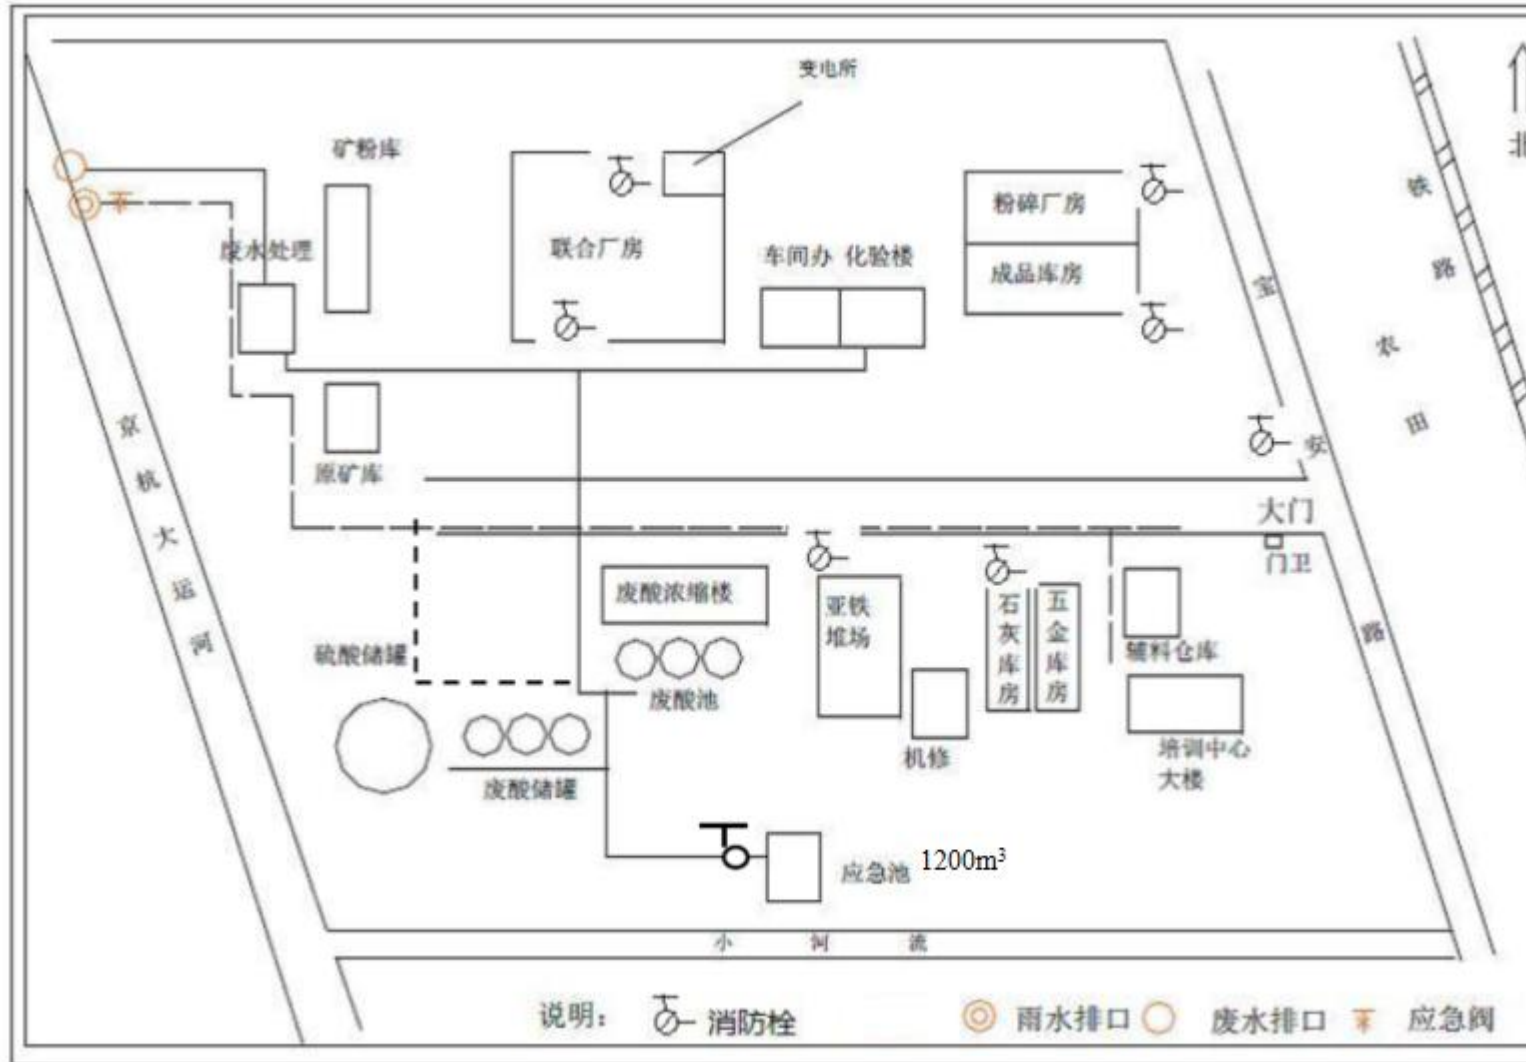 变电所
北
矿粉库
铁路
粉碎厂房
废水处理
联合厂房
车间办 化验楼
成品库房
宝安路
农田
京杭大运河
原矿库
大门
门卫
废酸浓缩楼
亚铁
堆场
石灰库房
五金库房
硫酸储罐
辅料仓库
废酸池
机修
培训中心
大楼
废酸储罐
应急池 1200m³
小河流
说明：
消防栓
雨水排口
废水排口
应急阀